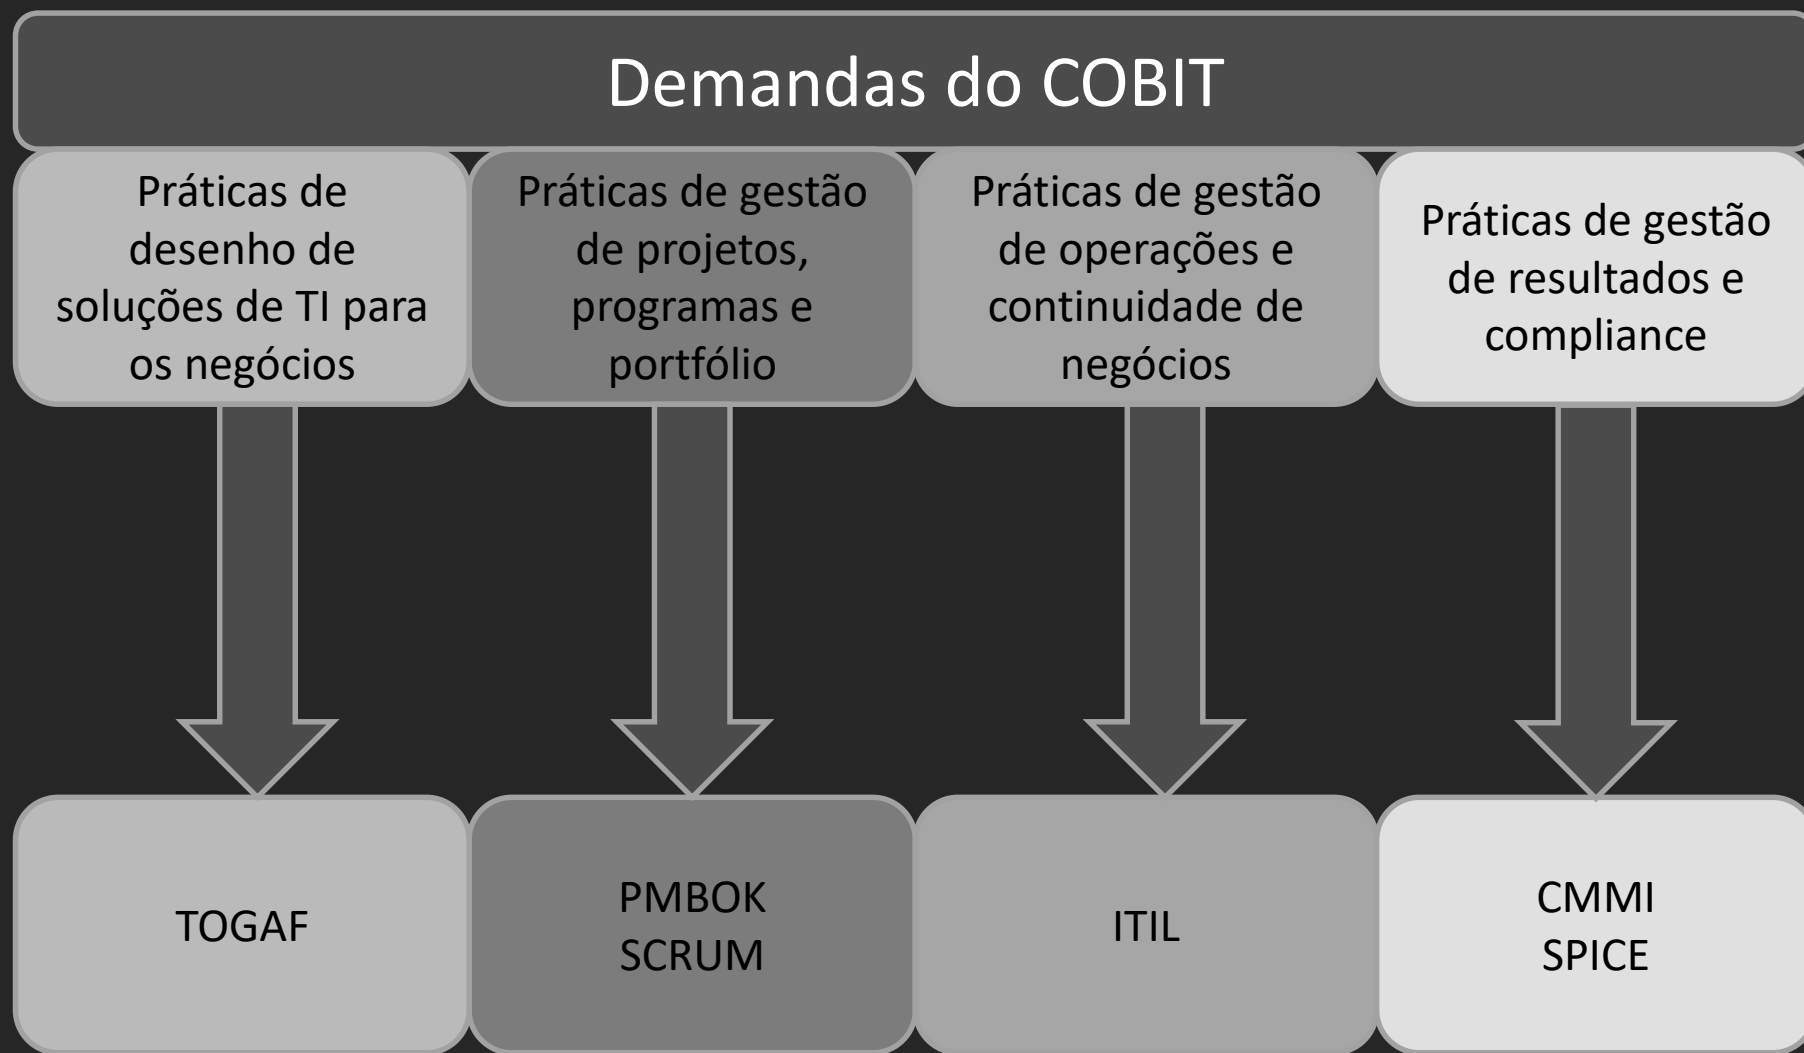 Demandas do COBIT
Práticas de
desenho de
soluções de TI para
os negócios
Práticas de gestão
de projetos,
programas e
portfólio
Práticas de gestão
de operações e
continuidade de
negócios
Práticas de gestão
de resultados e
compliance
TOGAF
PMBOK
SCRUM
ITIL
CMMI
SPICE